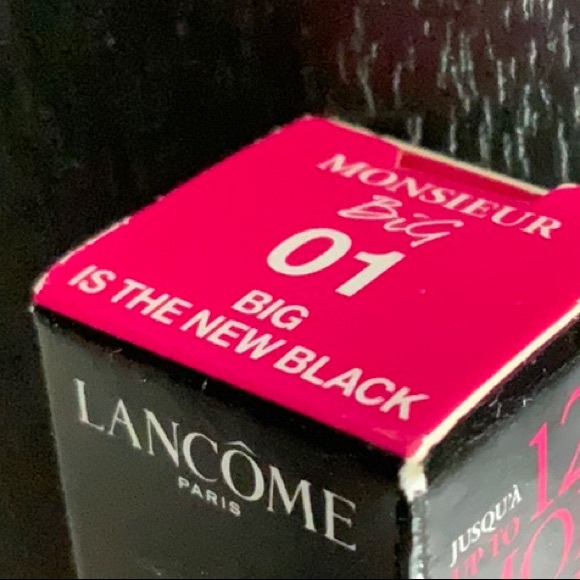 MONSIEUR
BiG
01
BIG
IS THE NEW BLACK
LANCÔME
PARIS
JUSQU'À
UP TO